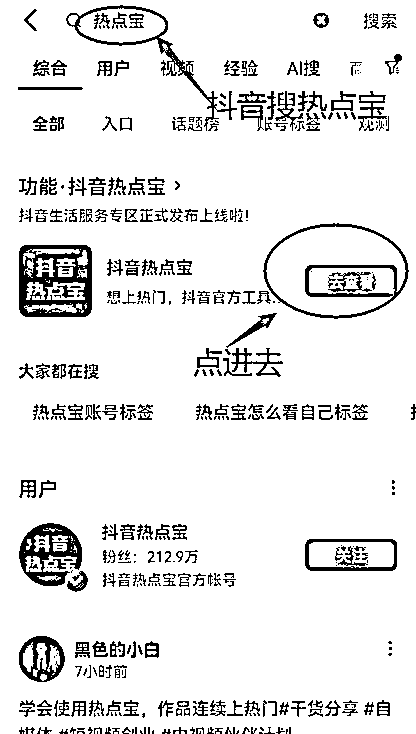 热点宝
搜索
综合 用户 视频 经验 AI搜 商
抖音搜热点宝
全部 入口 话题榜 账号标签 观测
功能·抖音热点宝 >
抖音生活服务专区正式发布上线啦!
抖音
热点宝
抖音热点宝
想上热门，抖音官方工具.
去查看
点进去
大家都在搜
热点宝账号标签 热点宝怎么看自己标签
用户
抖音
热点宝
抖音热点宝
粉丝：212.9万
抖音热点宝官方帐号
关注
黑色的小白
7小时前
学会使用热点宝，作品连续上热门#干货分享 #自
媒体 #短视频创业 #中视频伙伴计划